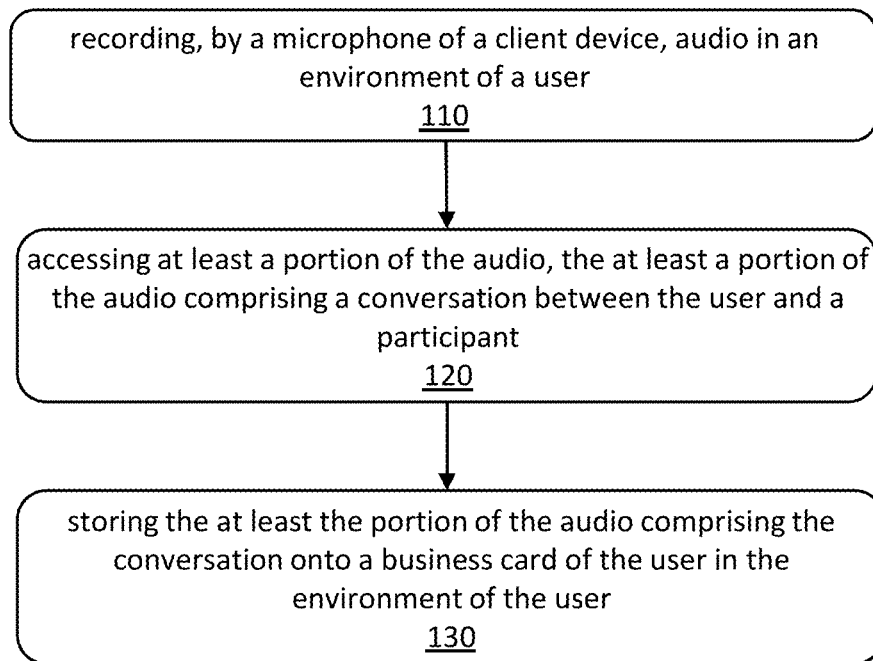 recording, by a microphone of a client device, audio in an
environment of a user
110
accessing at least a portion of the audio, the at least a portion of
the audio comprising a conversation between the user and a
participant
120
storing the at least the portion of the audio comprising the
conversation onto a business card of the user in the
environment of the user
130